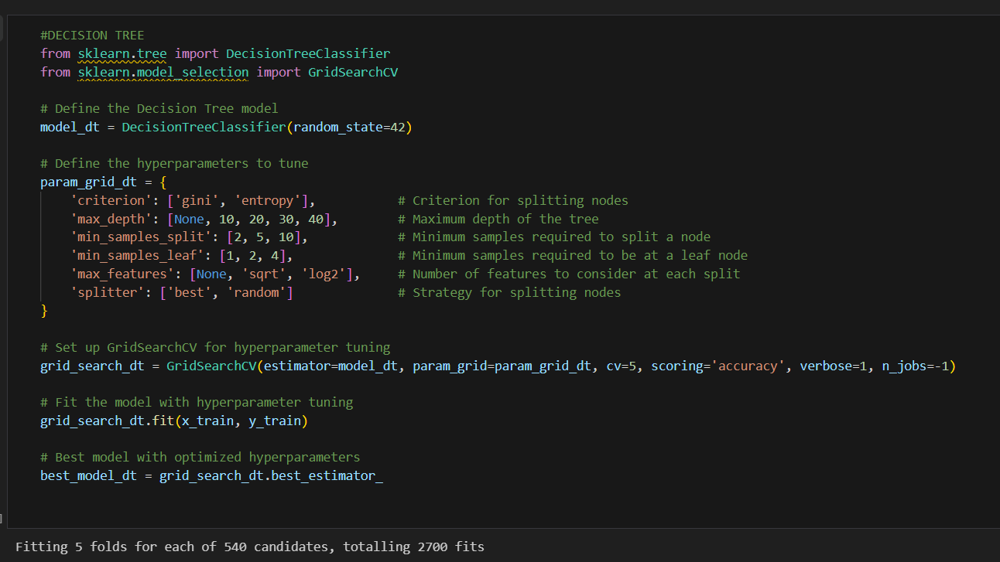 #DECISION TREE
from sklearn.tree import DecisionTreeClassifier
from sklearn.model_selection import GridSearchCV
# Define the Decision Tree model
model_dt = DecisionTreeClassifier(random_state=42)
# Define the hyperparameters to tune
param_grid_dt = {
    'criterion': ['gini', 'entropy'],           # Criterion for splitting nodes
    'max_depth': [None, 10, 20, 30, 40],        # Maximum depth of the tree
    'min_samples_split': [2, 5, 10],            # Minimum samples required to split a node
    'min_samples_leaf': [1, 2, 4],              # Minimum samples required to be at a leaf node
    'max_features': [None, 'sqrt', 'log2'],     # Number of features to consider at each split
    'splitter': ['best', 'random']              # Strategy for splitting nodes
}
# Set up GridSearchCV for hyperparameter tuning
grid_search_dt = GridSearchCV(estimator=model_dt, param_grid=param_grid_dt, cv=5, scoring='accuracy', verbose=1, n_jobs=-1)
# Fit the model with hyperparameter tuning
grid_search_dt.fit(x_train, y_train)
# Best model with optimized hyperparameters
best_model_dt = grid_search_dt.best_estimator_
]
Fitting 5 folds for each of 540 candidates, totalling 2700 fits